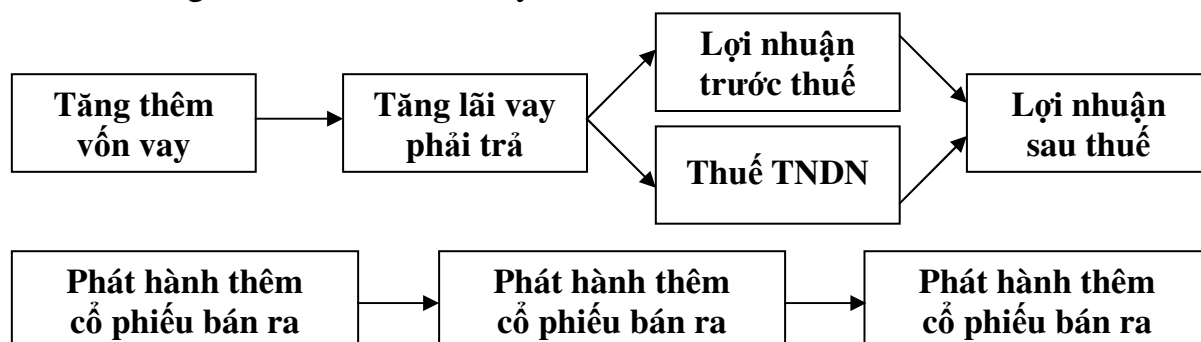 Tăng thêm
vốn vay
Tăng lãi vay
phải trả
Lợi nhuận
trước thuế
Thuế TNDN
Lợi nhuận
sau thuế
Phát hành thêm
cổ phiếu bán ra
Phát hành thêm
cổ phiếu bán ra
Phát hành thêm
cổ phiếu bán ra